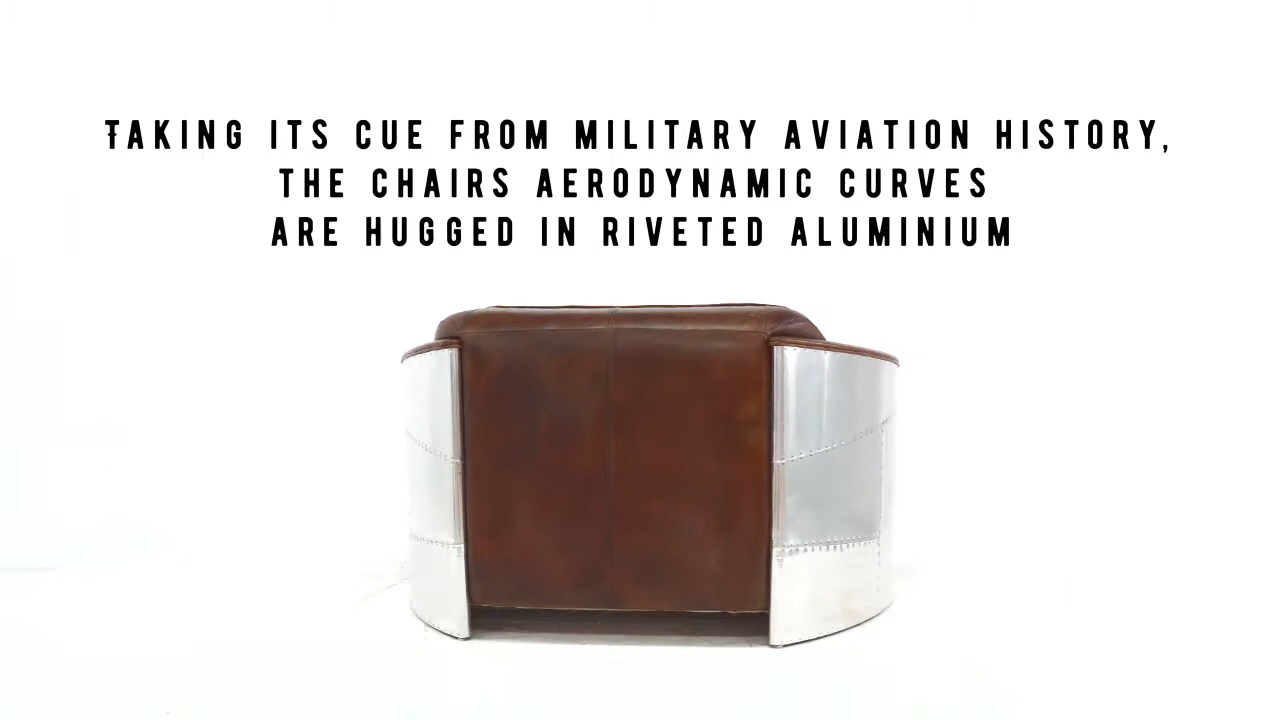 Taking its cue from military aviation history,
the chairs aerodynamic curves
are hugged in riveted aluminium